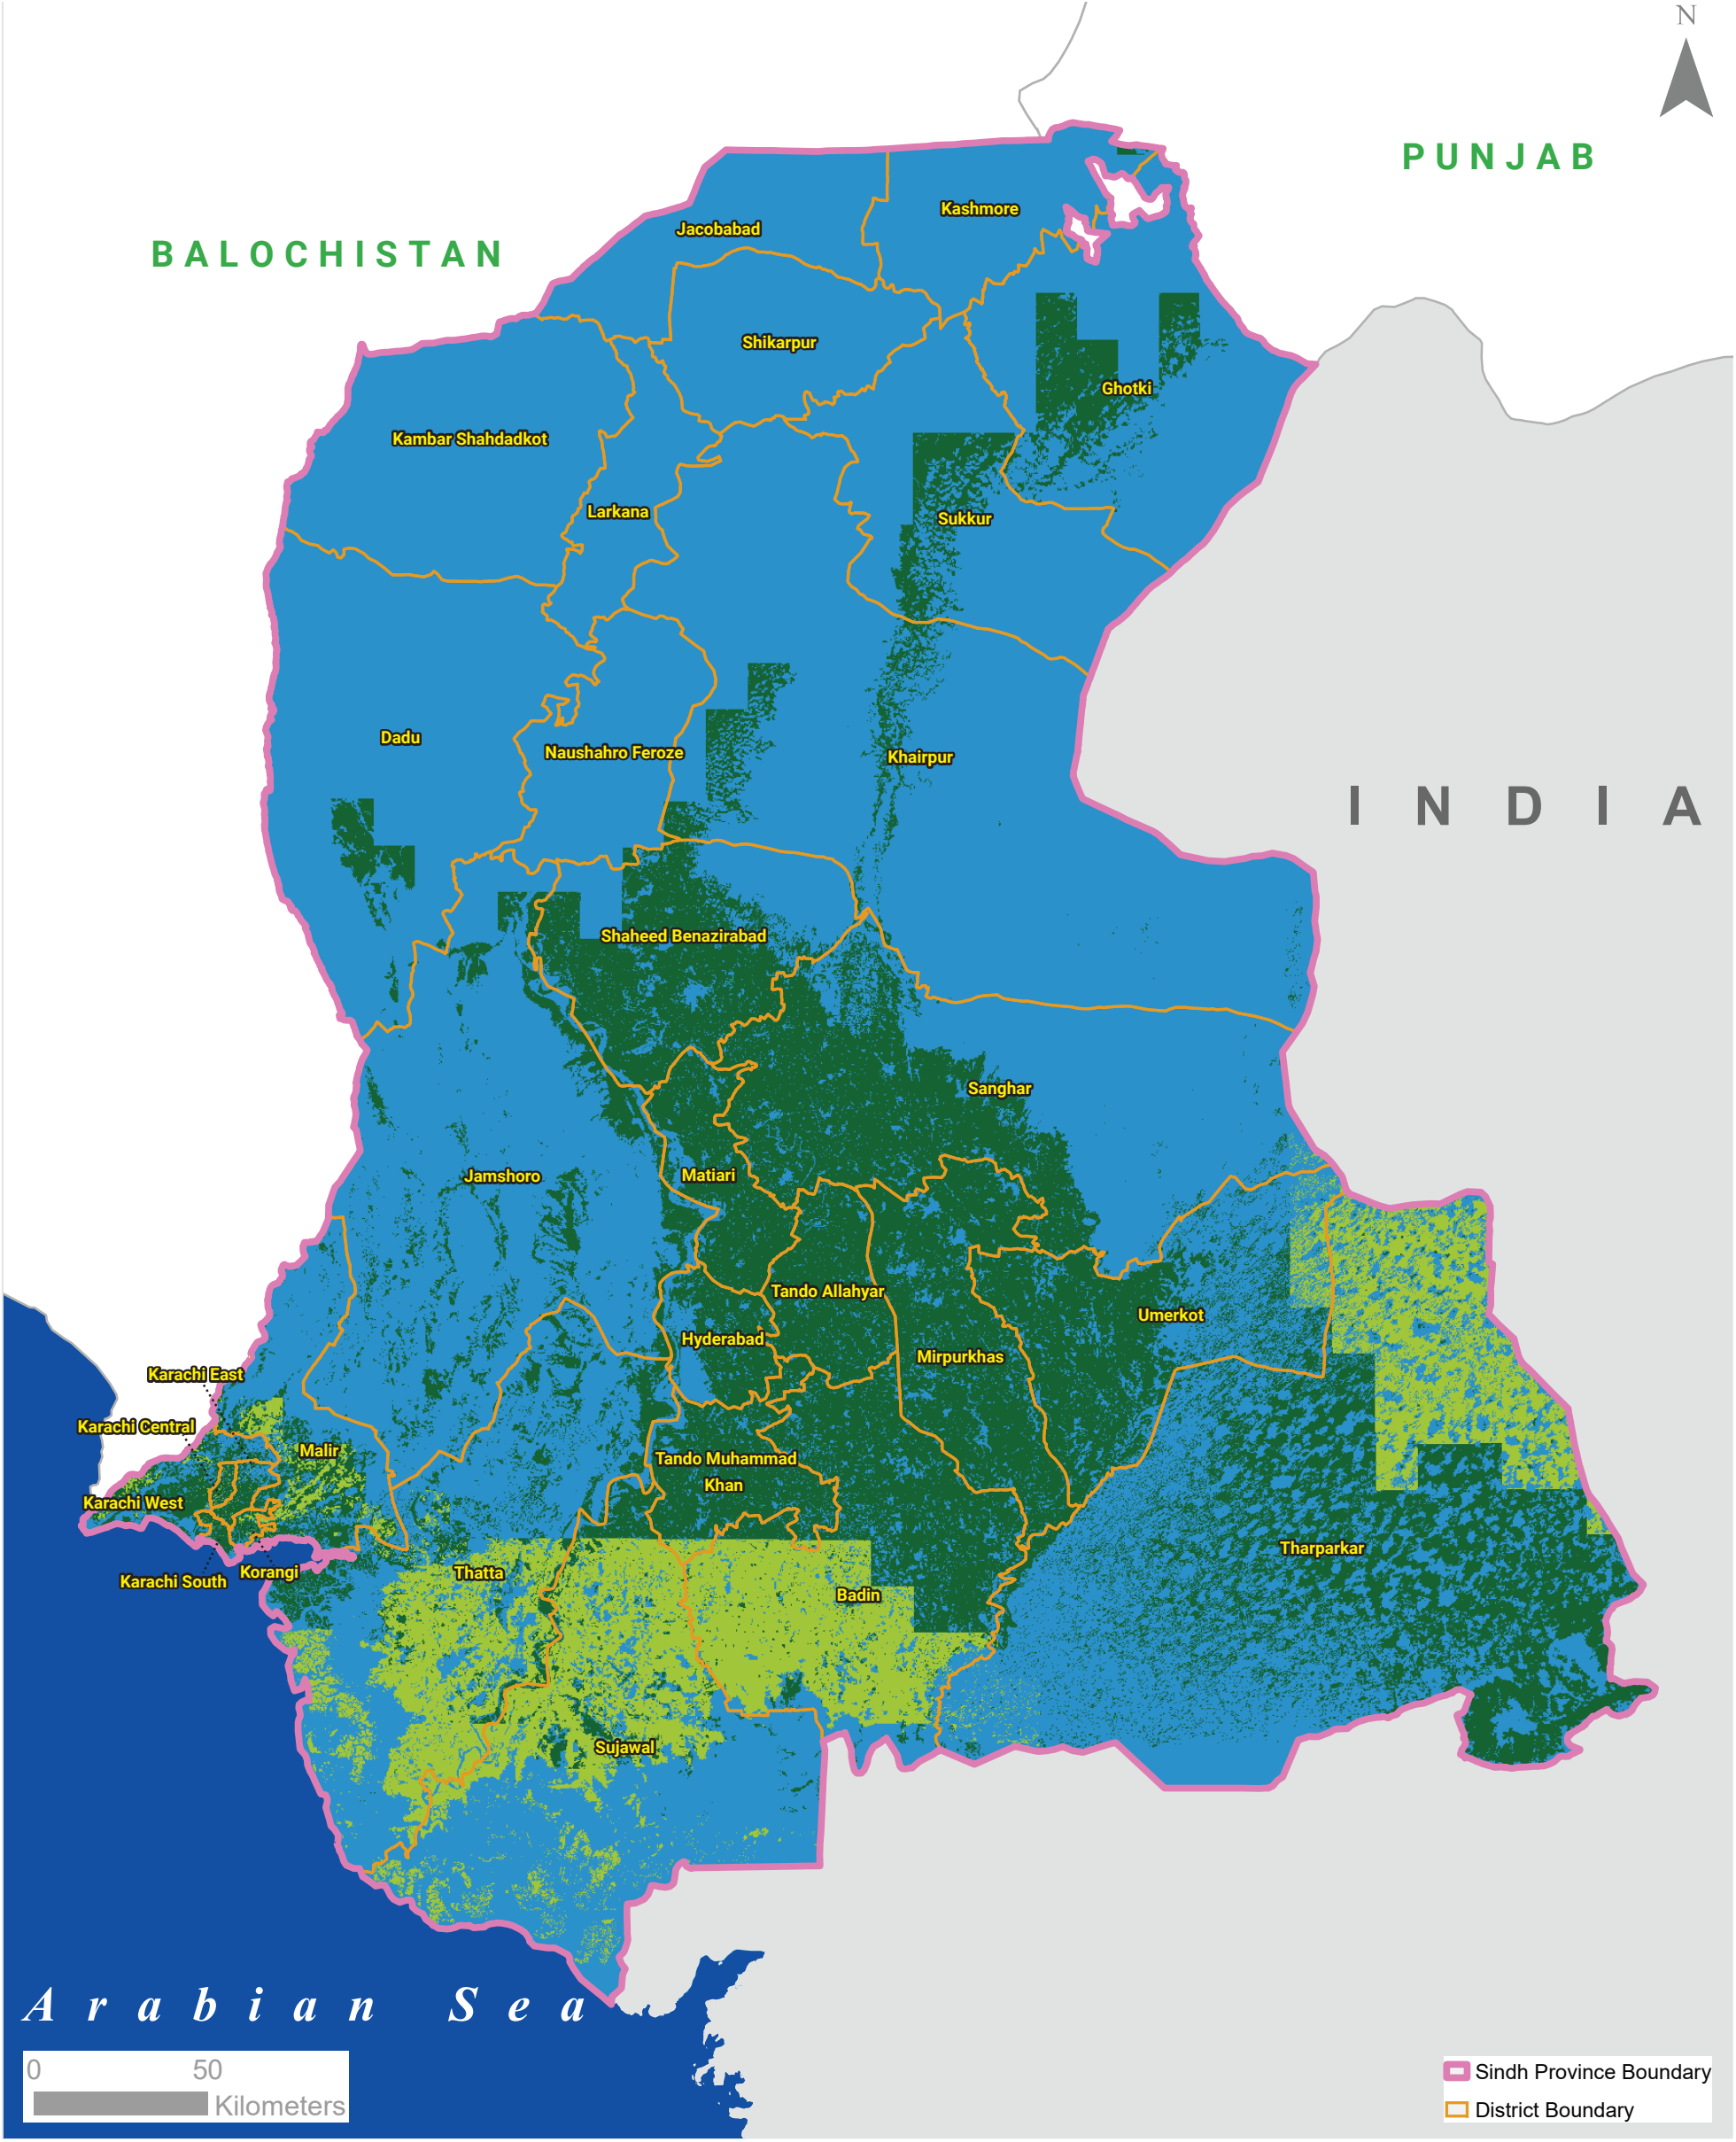 N
PUNJAB
BALOCHISTAN
Kashmore
Jacobabad
Shikarpur
Ghotki
Kambar Shahdadkot
Larkana
Sukkur
Dadu
Naushahro Feroze
Khairpur
INDIA
Shaheed Benazirabad
Sanghar
Jamshoro
Matiari
Tando Allahyar
Umerkot
Hyderabad
Mirpurkhas
Karachi East
Karachi Central
Malir
Tando Muhammad
Khan
Karachi West
Tharparkar
Thatta
Korangi
Karachi South
Badin
Sujawal
Arabian Sea
0 50
Kilometers
Sindh Province Boundary
District Boundary